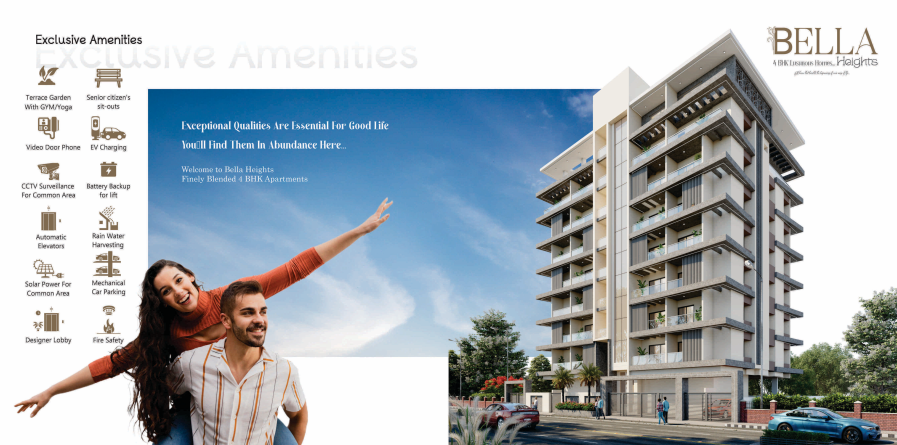 Exclusive Amenities
Exclusive Amenities
Terrace Garden
With GYM/Yoga
Senior citizen's
sit-outs
Video Door Phone
EV Charging
CCTV Surveillance
For Common Area
Battery Backup
for lift
Automatic
Elevators
Rain Water
Harvesting
Solar Power For
Common Area
Mechanical
Car Parking
Designer Lobby
Fire Safety
Exceptional Qualities Are Essential For Good Life
You▯ll Find Them In Abundance Here...
Welcome to Bella Heights
Finely Blended 4 BHK Apartments
BELLA
4 BHK Luxurious Homes... Heights